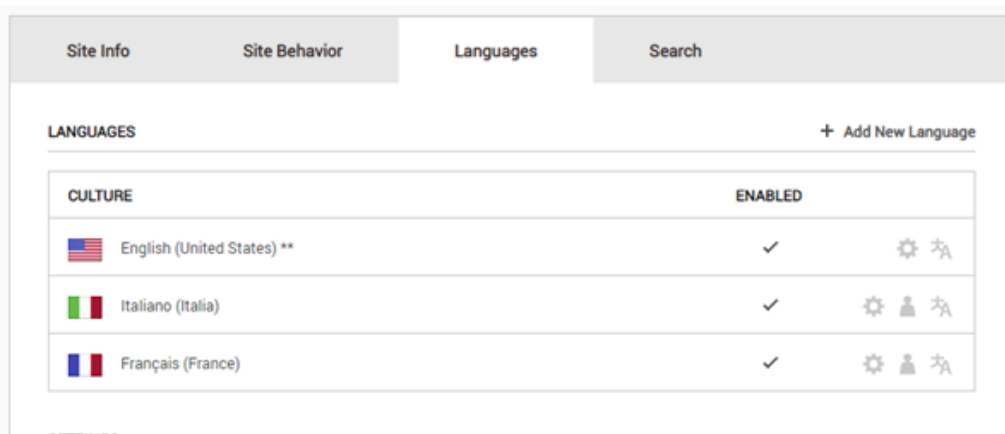 Site Info Site Behavior Languages Search
LANGUAGES + Add New Language
CULTURE ENABLED
English (United States) **
Italiano (Italia)
Français (France)